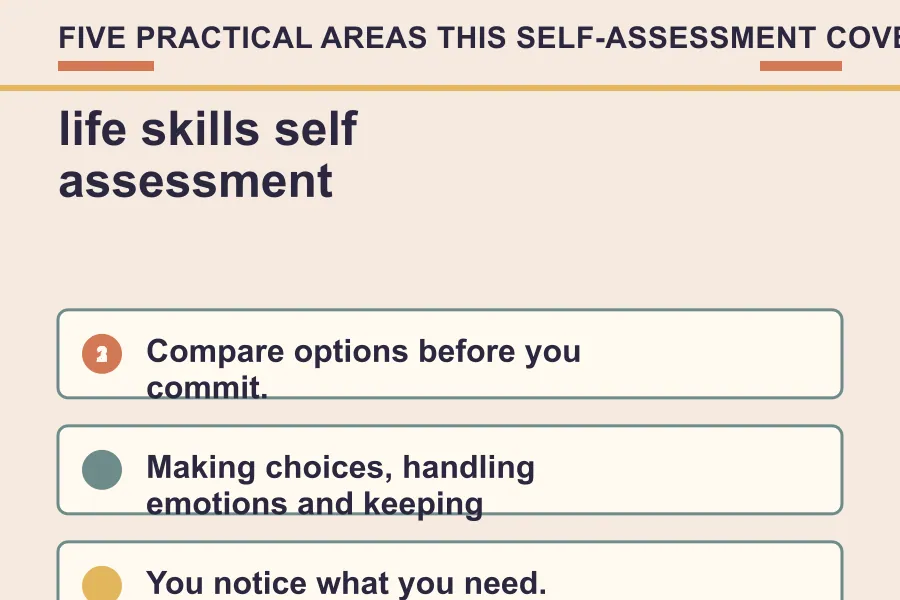 FIVE PRACTICAL AREAS THIS SELF-ASSESSMENT COVE
life skills self
assessment
Compare options before you
commit.
Making choices, handling
emotions and keeping
You notice what you need.